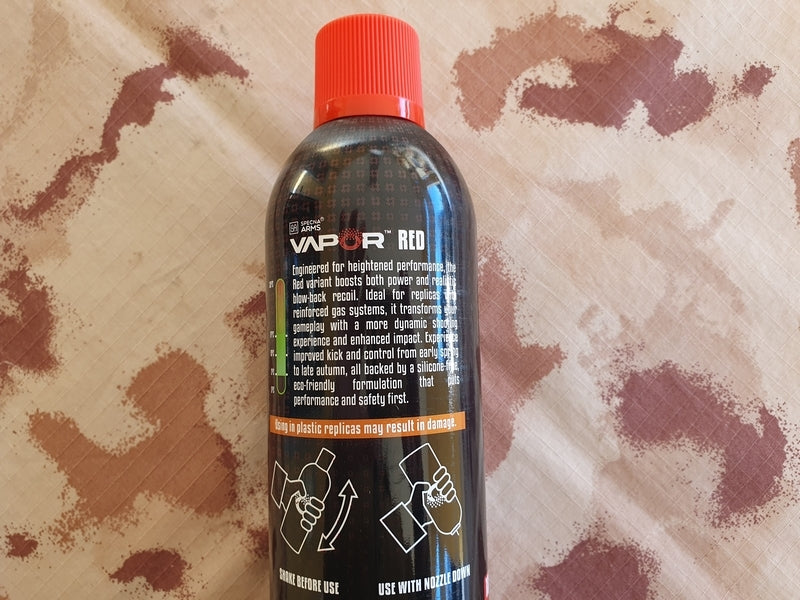 SPECNA®
ARMS
VAPOR™ RED
Engineered for heightened performance, the
Red variant boosts both power and realistic
blow-back recoil. Ideal for replicas with
reinforced gas systems, it transforms your
gameplay with a more dynamic shooting
experience and enhanced impact. Experience
improved kick and control from early spring
to late autumn, all backed by a silicone-free,
eco-friendly formulation that puts
performance and safety first.
Using in plastic replicas may result in damage.
SHAKE BEFORE USE
USE WITH NOZZLE DOWN